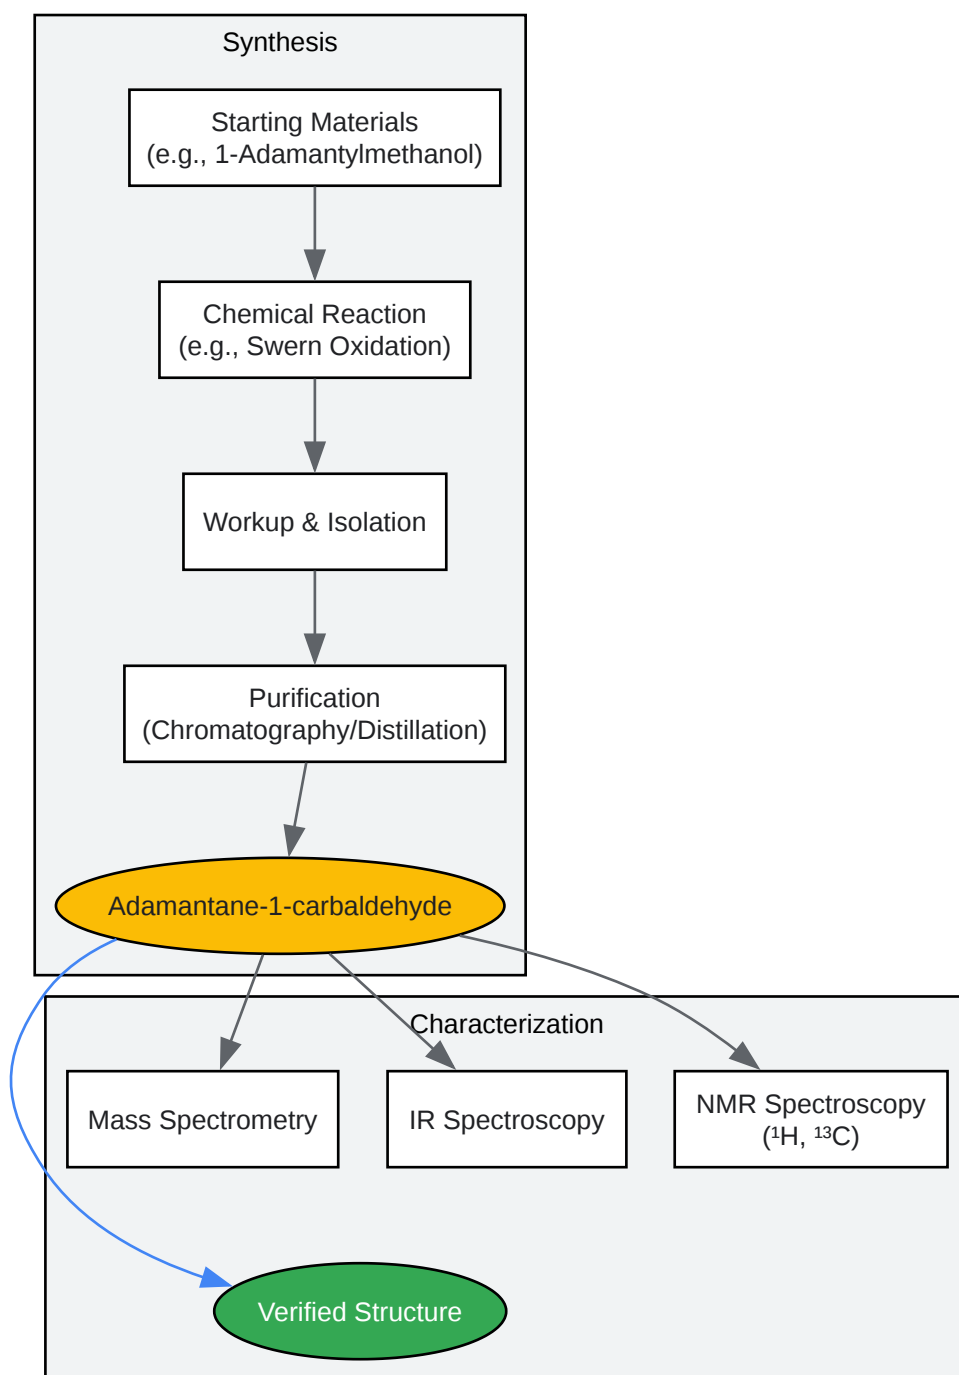 Synthesis
Starting Materials
(e.g., 1-Adamantylmethanol)
Chemical Reaction
(e.g., Swern Oxidation)
Workup & Isolation
Purification
(Chromatography/Distillation)
Adamantane-1-carbaldehyde
Characterization
Mass Spectrometry
IR Spectroscopy
NMR Spectroscopy
(¹H, ¹³C)
Verified Structure